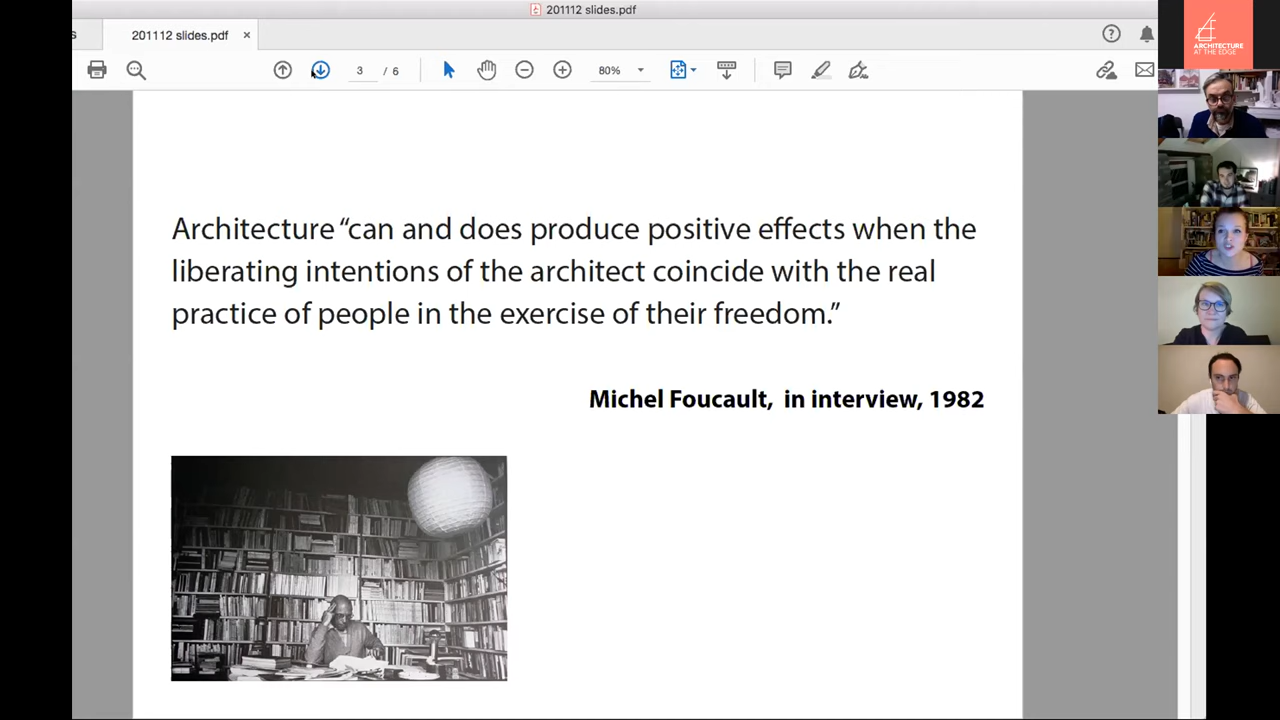 201112 slides.pdf
s
201112 slides.pdf ×
3 / 6
80%
ARCHITECTURE
AT THE EDGE
Architecture “can and does produce positive effects when the
liberating intentions of the architect coincide with the real
practice of people in the exercise of their freedom.”
Michel Foucault, in interview, 1982